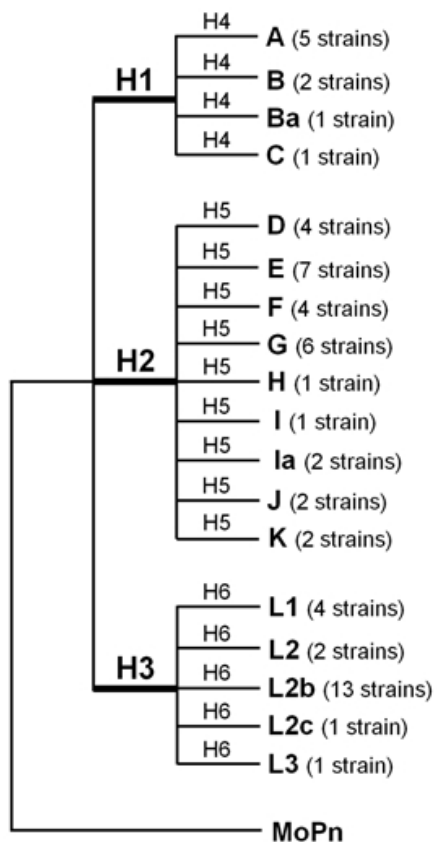 H4 A (5 strains)
H4 B (2 strains)
H1
H4 Ba (1 strain)
H4 C (1 strain)
H5 D (4 strains)
H5 E (7 strains)
H5 F (4 strains)
H5 G (6 strains)
H2
H5 H (1 strain)
H5 I (1 strain)
H5 Ia (2 strains)
H5 J (2 strains)
H5 K (2 strains)
H6 L1 (4 strains)
H6 L2 (2 strains)
H3
H6 L2b (13 strains)
H6 L2c (1 strain)
H6 L3 (1 strain)
MoPn